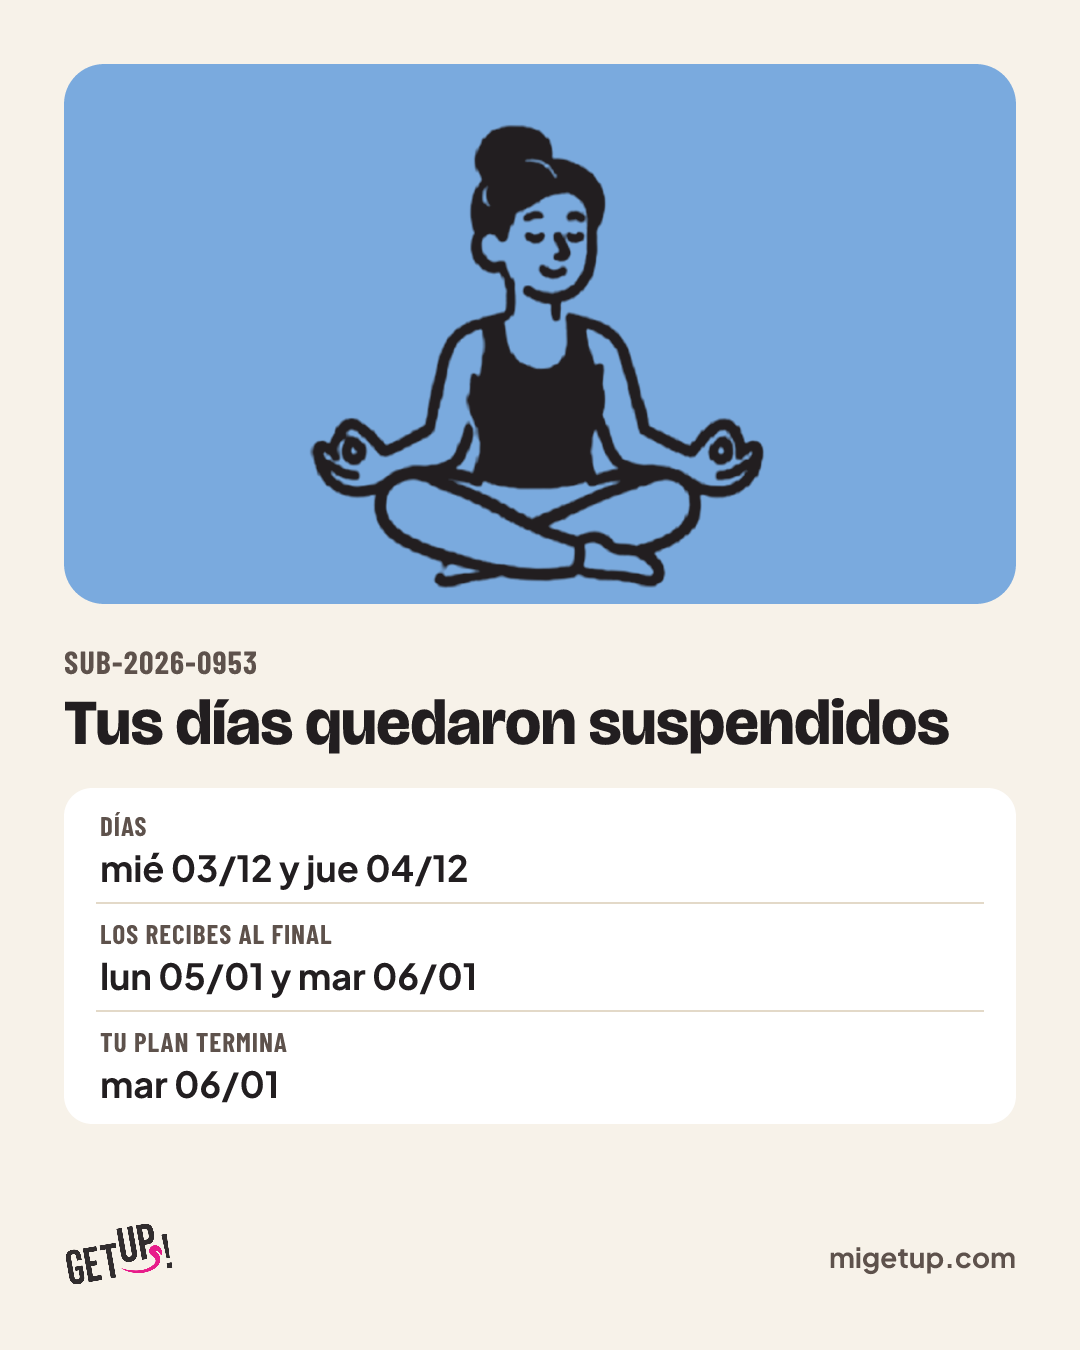 SUB-2026-0953
Tus días quedaron suspendidos
DÍAS
mié 03/12 y jue 04/12
LOS RECIBES AL FINAL
lun 05/01 y mar 06/01
TU PLAN TERMINA
mar 06/01
GETUP!
migetup.com